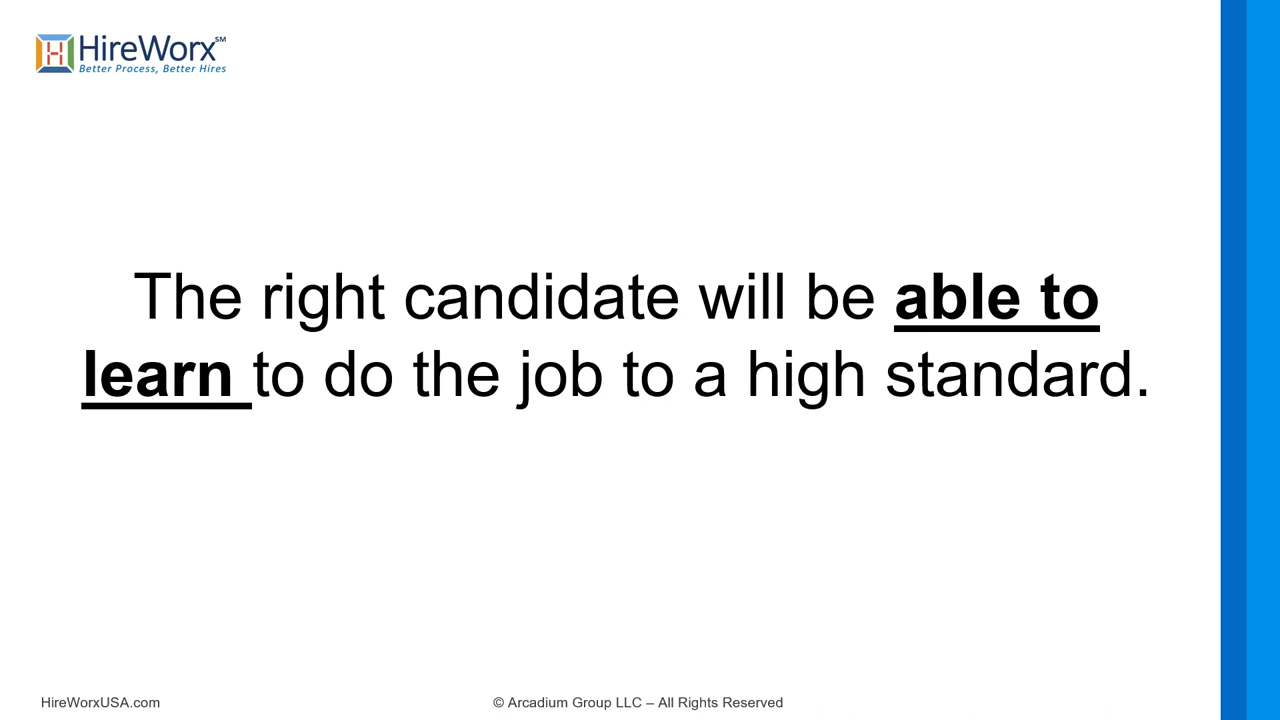 H HireWorx℠
Better Process, Better Hires
The right candidate will be able to
learn to do the job to a high standard.
HireWorxUSA.com
© Arcadium Group LLC – All Rights Reserved